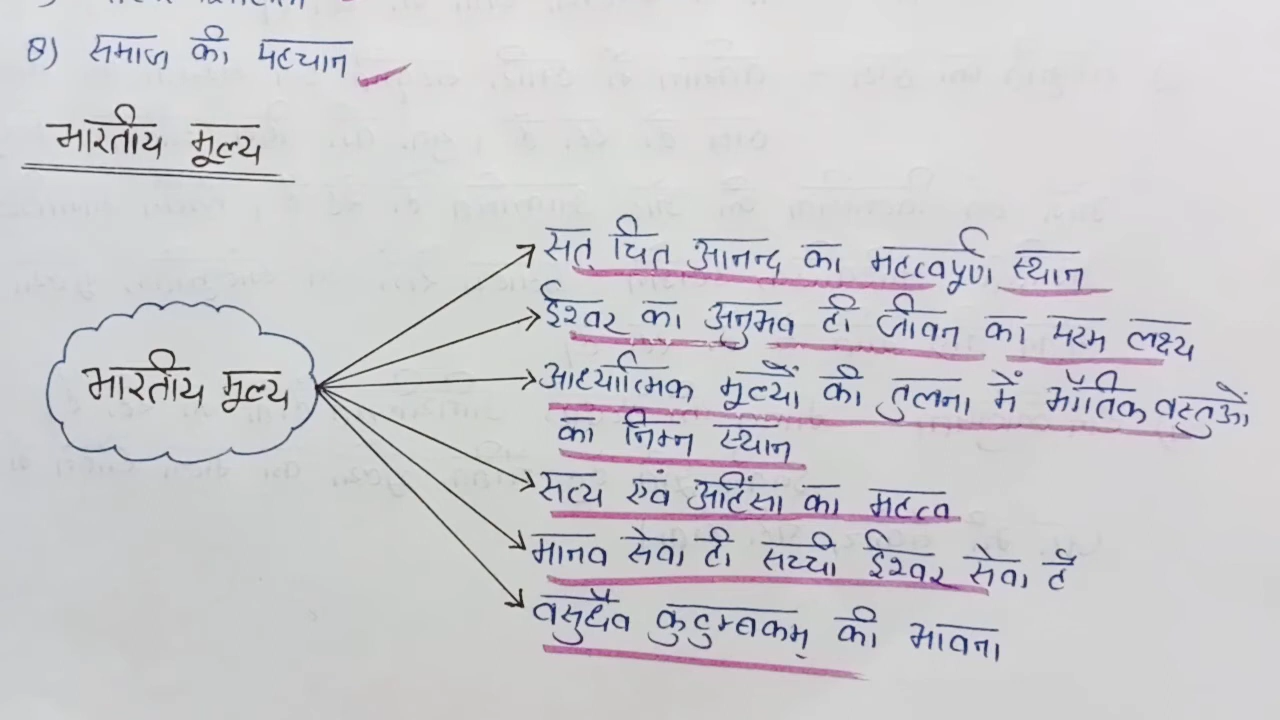 8) समाज की पहचान
भारतीय मूल्य
सत् चित आनन्द का महत्वपूर्ण स्थान
ईश्वर का अनुभव ही जीवन का परम लक्ष्य
भारतीय मूल्य
आध्यात्मिक मूल्यों की तुलना में भौतिक वस्तुओं
का निम्न स्थान
सत्य एवं अहिंसा का महत्व
मानव सेवा ही सच्ची ईश्वर सेवा है
वसुधैव कुटुम्बकम् की भावना